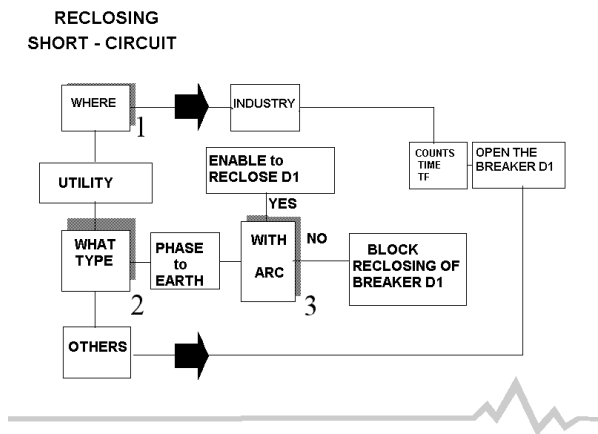 RECLOSING
SHORT - CIRCUIT
WHERE
1
INDUSTRY
COUNTS
TIME
TF
OPEN THE
BREAKER D1
ENABLE to
RECLOSE D1
UTILITY
YES
WHAT
TYPE
2
PHASE
to
EARTH
WITH
ARC
3
NO
BLOCK
RECLOSING OF
BREAKER D1
OTHERS